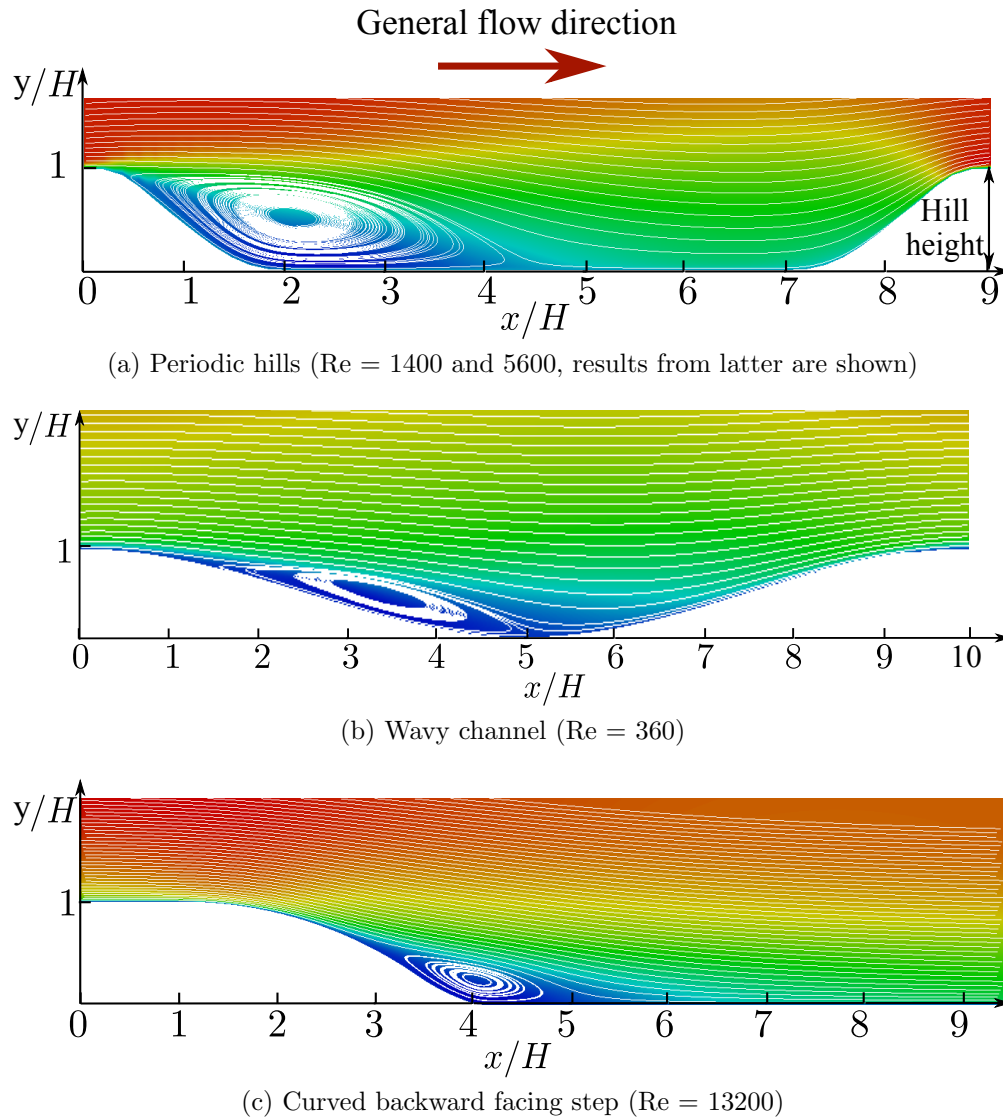 General flow direction
y/H
1
Hill
height
0 1 2 3 4 5 6 7 8 9
x/H
(a) Periodic hills (Re = 1400 and 5600, results from latter are shown)
y/H
1
0 1 2 3 4 5 6 7 8 9 10
x/H
(b) Wavy channel (Re = 360)
y/H
1
0 1 2 3 4 5 6 7 8 9
x/H
(c) Curved backward facing step (Re = 13200)